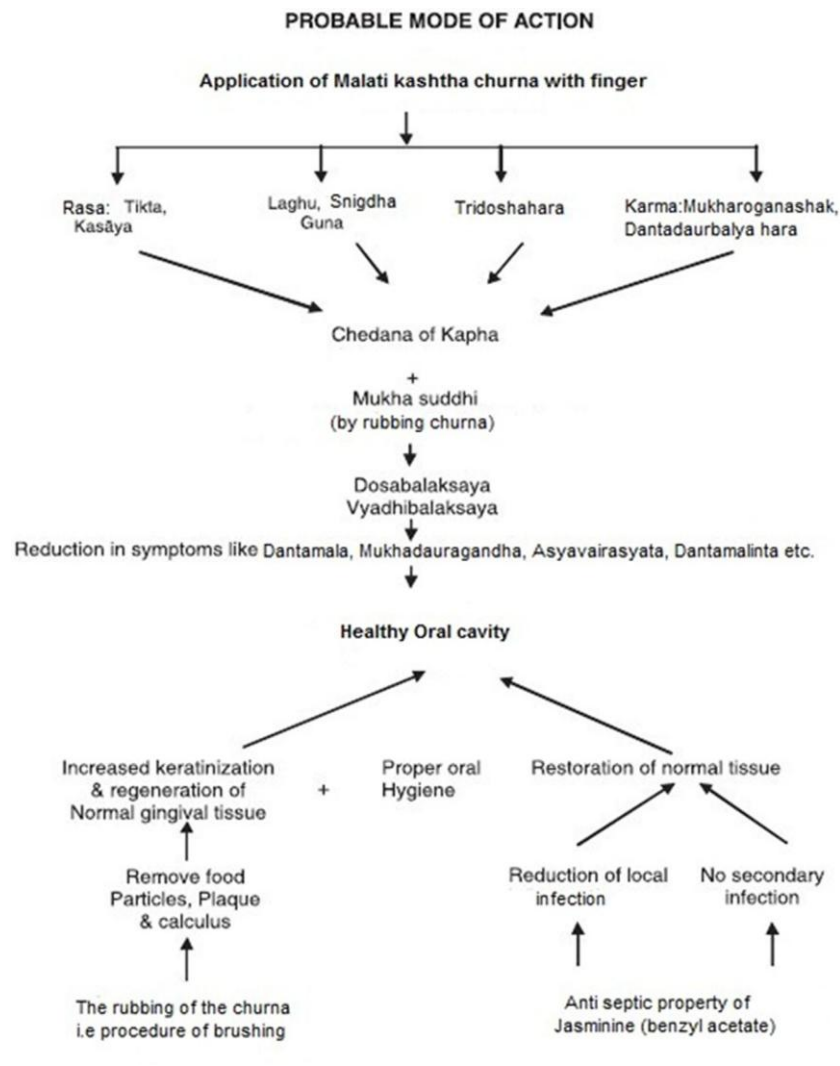 PROBABLE MODE OF ACTION
Application of Malati kashtha churna with finger
Rasa: Tikta,
Kasāya
Laghu, Snigdha
Guna
Tridoshahara
Karma:Mukharoganashak,
Dantadaurbalya hara
Chedana of Kapha
+
Mukha suddhi
(by rubbing churna)
Dosabalaksaya
Vyadhibalaksaya
Reduction in symptoms like Dantamala, Mukhadauragandha, Asyavairasyata, Dantamalinta etc.
Healthy Oral cavity
Increased keratinization
& regeneration of
Normal gingival tissue
+
Proper oral
Hygiene
Restoration of normal tissue
Remove food
Particles, Plaque
& calculus
Reduction of local
infection
No secondary
infection
The rubbing of the churna
i.e procedure of brushing
Anti septic property of
Jasminine (benzyl acetate)